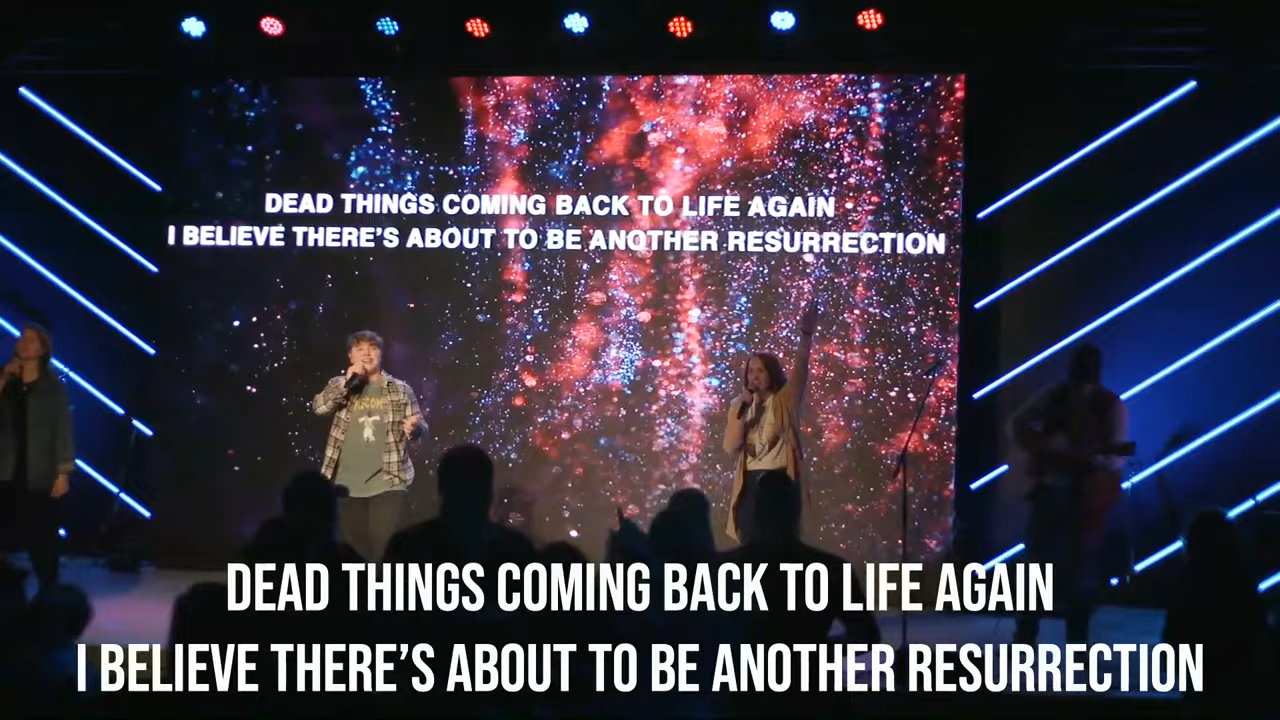 DEAD THINGS COMING BACK TO LIFE AGAIN
I BELIEVE THERE'S ABOUT TO BE ANOTHER RESURRECTION
DEAD THINGS COMING BACK TO LIFE AGAIN
I BELIEVE THERE'S ABOUT TO BE ANOTHER RESURRECTION